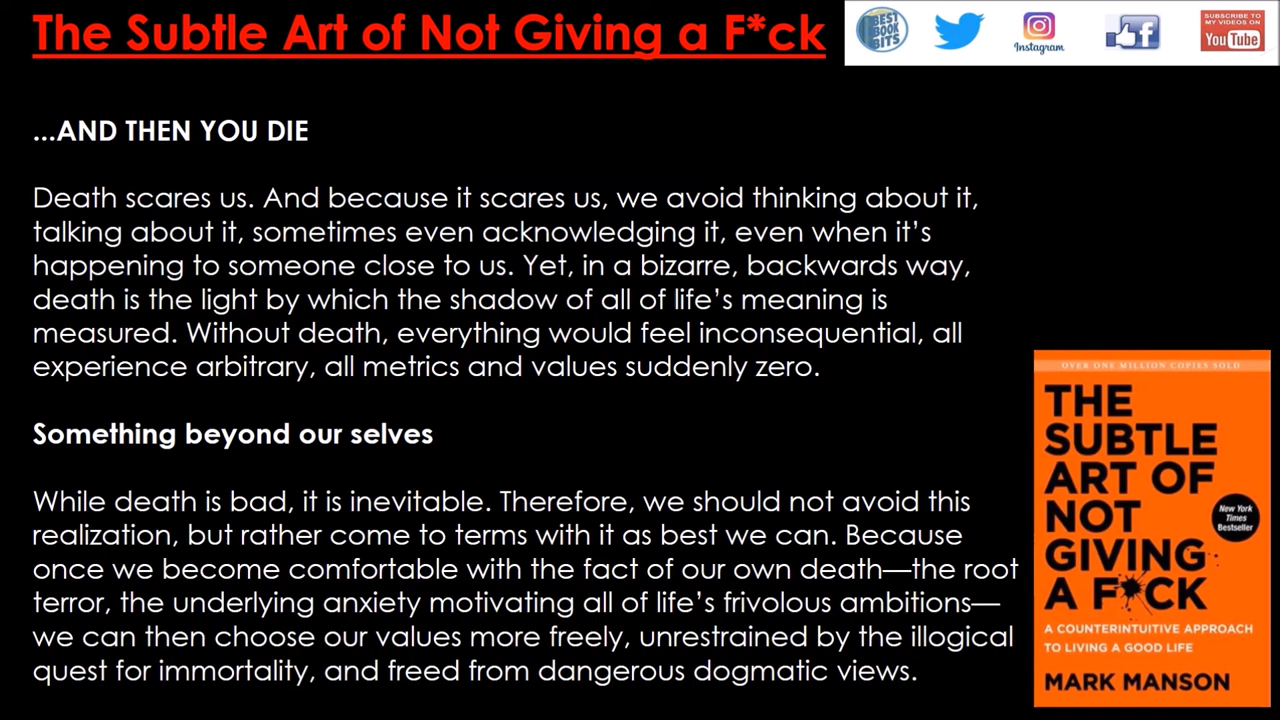 The Subtle Art of Not Giving a F*ck
BEST
BOOK
BITS
Instagram
f
SUBSCRIBE TO
MY VIDEOS ON
YouTube
...AND THEN YOU DIE
Death scares us. And because it scares us, we avoid thinking about it,
talking about it, sometimes even acknowledging it, even when it’s
happening to someone close to us. Yet, in a bizarre, backwards way,
death is the light by which the shadow of all of life’s meaning is
measured. Without death, everything would feel inconsequential, all
experience arbitrary, all metrics and values suddenly zero.
Something beyond our selves
While death is bad, it is inevitable. Therefore, we should not avoid this
realization, but rather come to terms with it as best we can. Because
once we become comfortable with the fact of our own death—the root
terror, the underlying anxiety motivating all of life’s frivolous ambitions—
we can then choose our values more freely, unrestrained by the illogical
quest for immortality, and freed from dangerous dogmatic views.
OVER ONE MILLION COPIES SOLD
THE
SUBTLE
ART OF
NOT
GIVING
A F*CK
New York
Times
Bestseller
A COUNTERINTUITIVE APPROACH
TO LIVING A GOOD LIFE
MARK MANSON